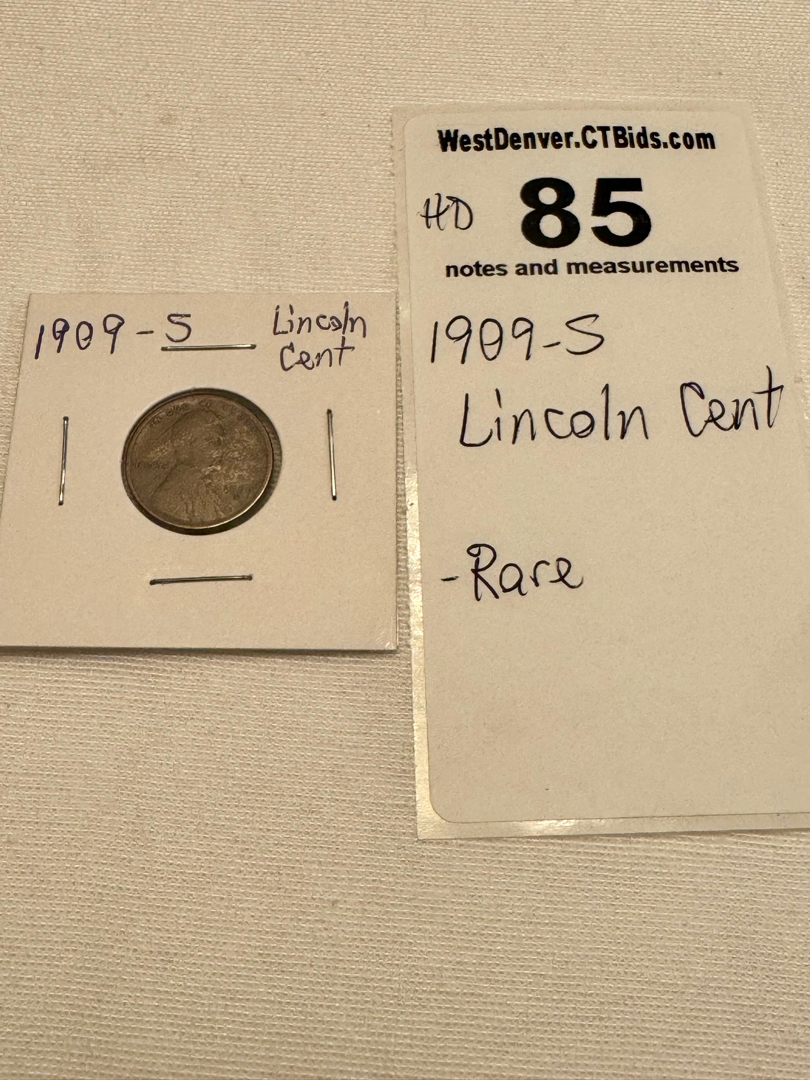 WestDenver.CTBids.com
HD 85
notes and measurements
1909-S
Lincoln Cent
-Rare
1909-S Lincoln
Cent